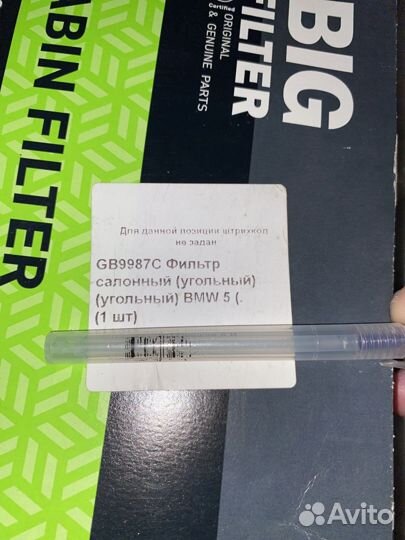 BIG
FILTER
Certified ORIGINAL
& GENUINE PARTS
CABIN FILTER
Для данной позиции штрихкод
не задан
GB9987C Фильтр
салонный (угольный)
(угольный) BMW 5 (.
(1 шт)
Avito